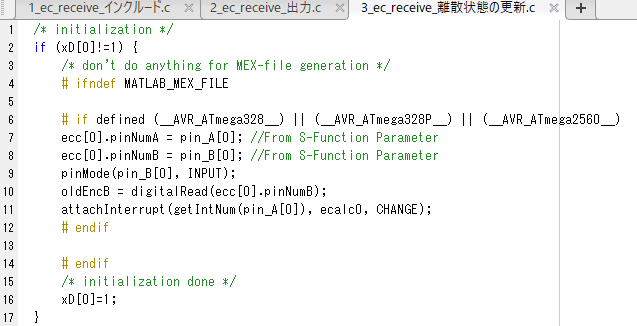 1_ec_receive_インクルード.c × 2_ec_receive_出力.c × 3_ec_receive_離散状態の更新.c × +
1 /* initialization */
2 if (xD[0]!=1) {
3 /* don't do anything for MEX-file generation */
4 # ifndef MATLAB_MEX_FILE
5
6 # if defined (__AVR_ATmega328__) || (__AVR_ATmega328P__) || (__AVR_ATmega2560__)
7 ecc[0].pinNumA = pin_A[0]; //From S-Function Parameter
8 ecc[0].pinNumB = pin_B[0]; //From S-Function Parameter
9 pinMode(pin_B[0], INPUT);
10 oldEncB = digitalRead(ecc[0].pinNumB);
11 attachInterrupt(getIntNum(pin_A[0]), ecalc0, CHANGE);
12 # endif
13
14 # endif
15 /* initialization done */
16 xD[0]=1;
17 }